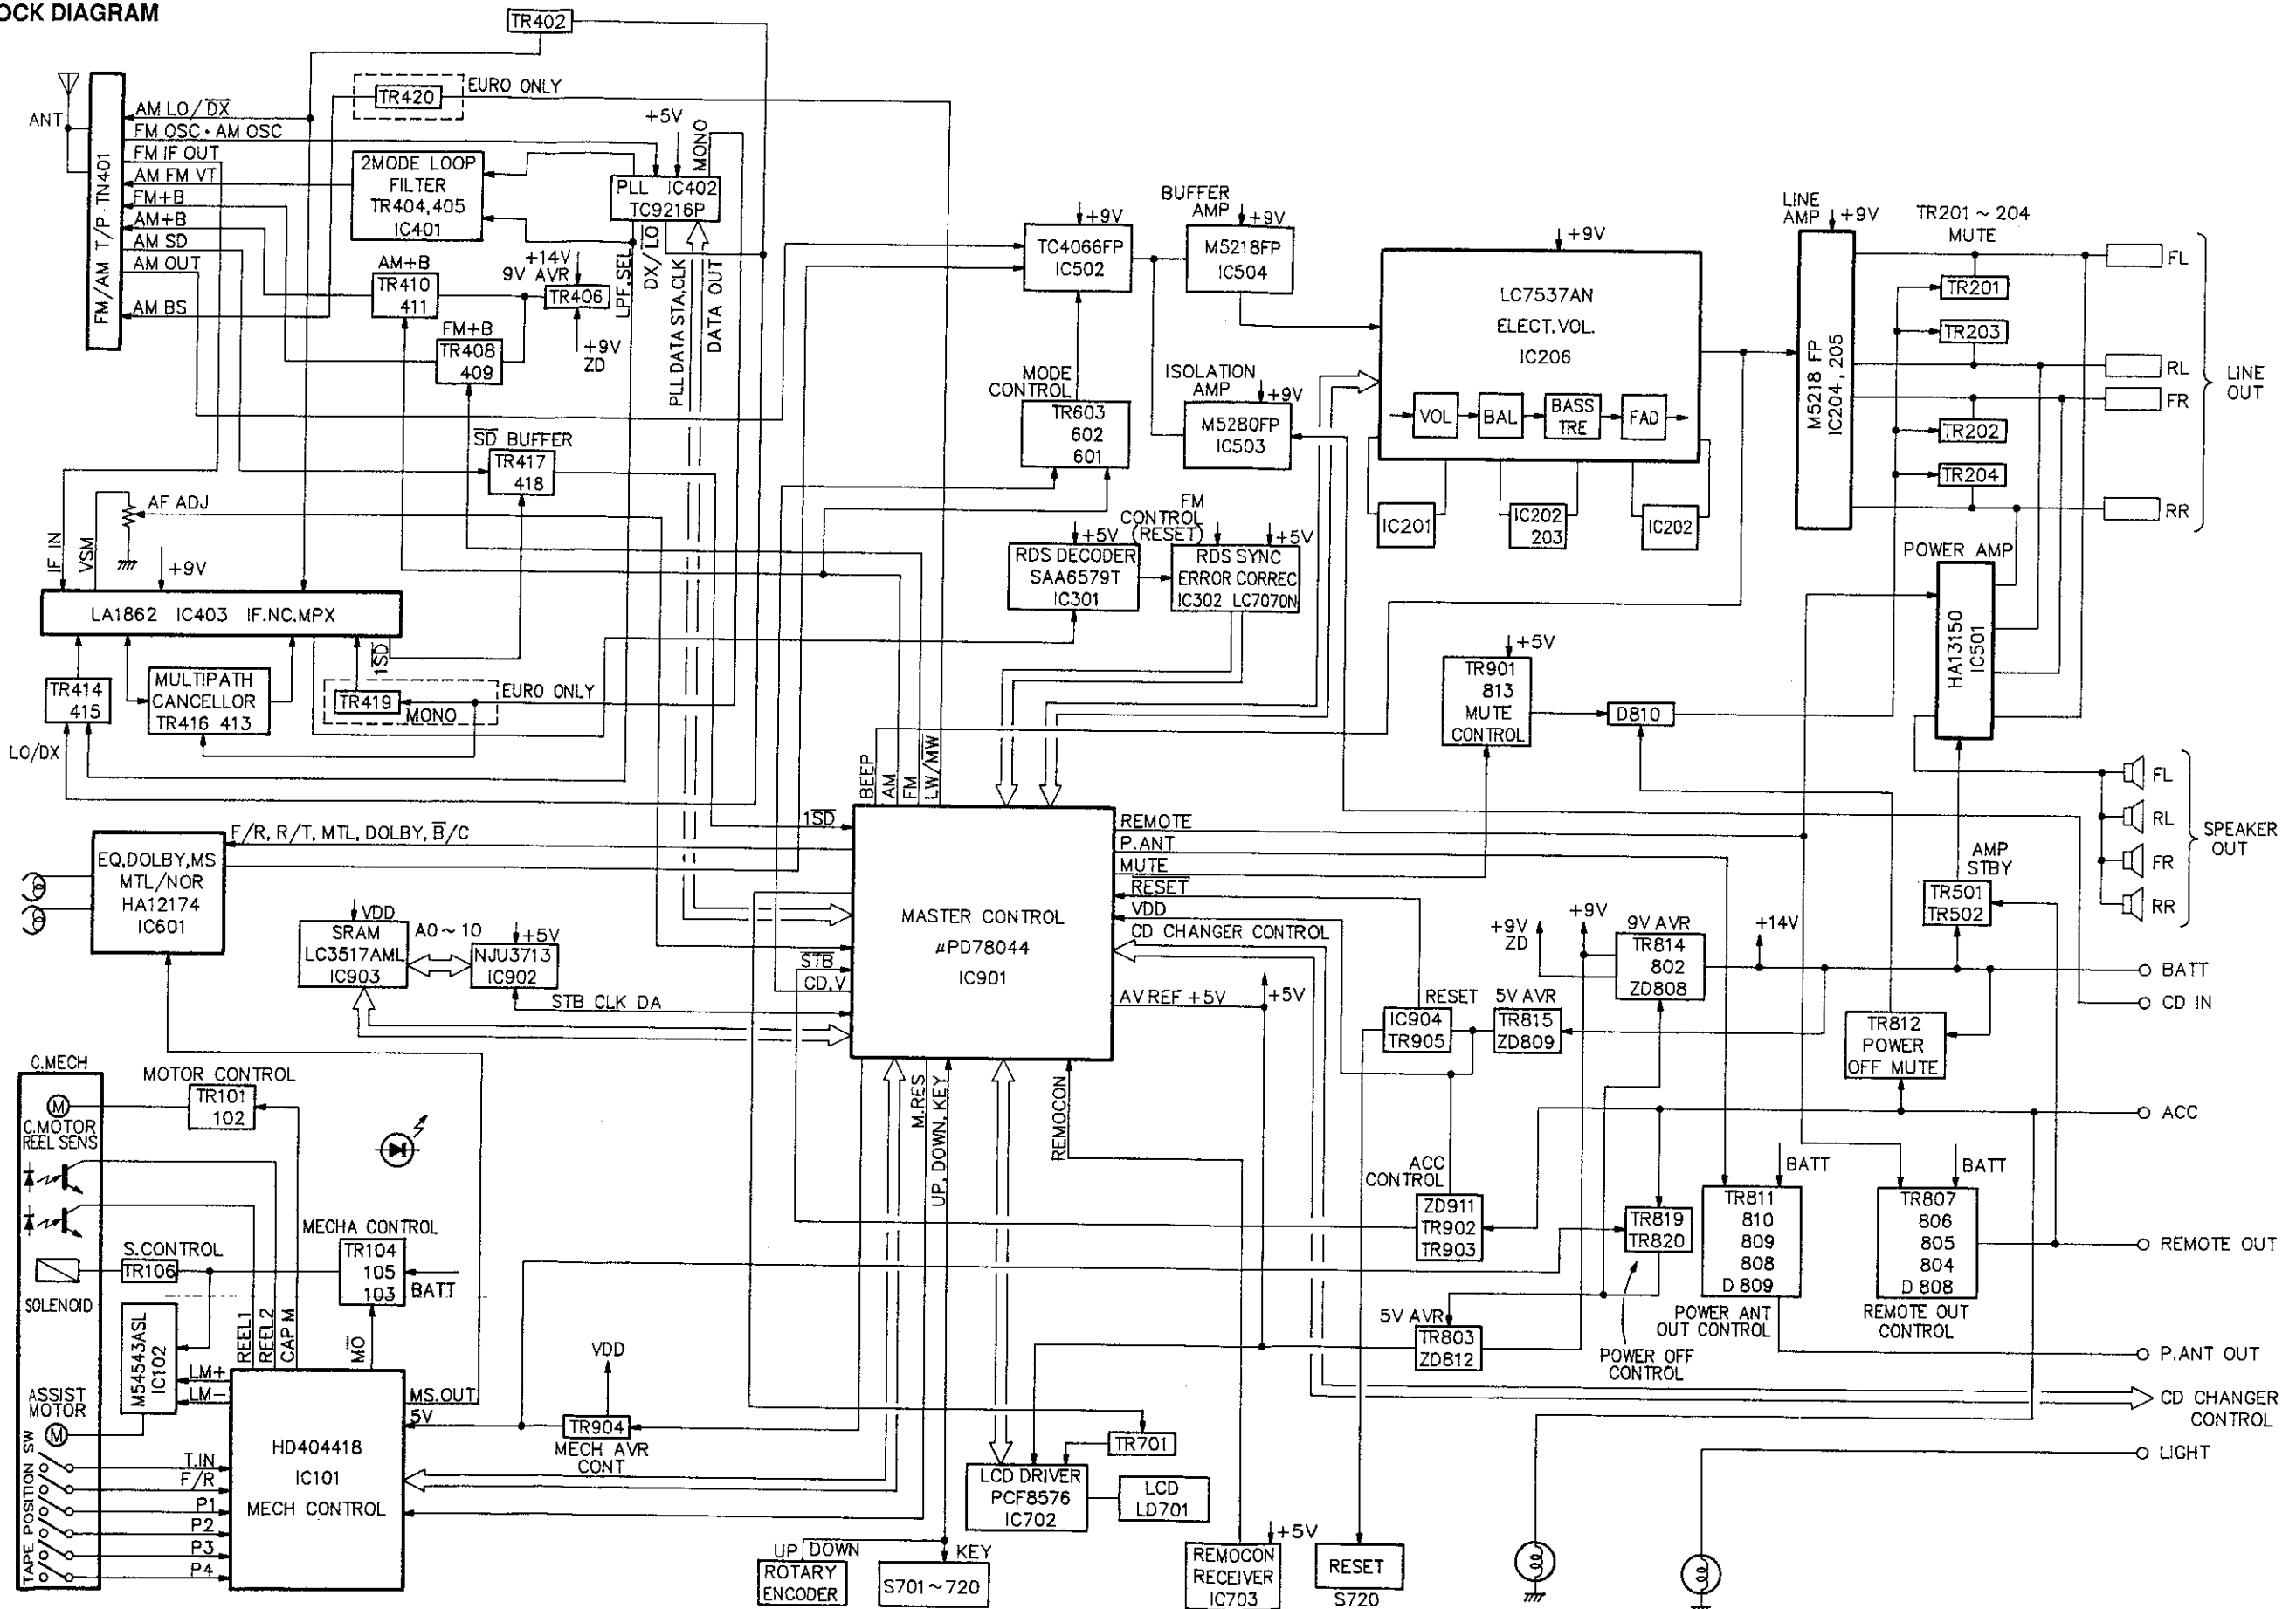 OCK DIAGRAM
TR402
ANT
FM/AM T/P TN401
AM LO/DX
FM OSC・AM OSC
FM IF OUT
AM FM VT
FM+B
AM+B
AM SD
AM OUT
AM BS
TR420
EURO ONLY
2MODE LOOP
FILTER
TR404,405
IC401
+5V
MONO
PLL IC402
TC9216P
LPF,SEL
DX/LO
PLL DATA STA,CLK
DATA OUT
AM+B
TR410
411
+14V
9V AVR
TR406
+9V
ZD
FM+B
TR408
409
SD BUFFER
TR417
418
AF ADJ
IF IN
VSM
+9V
LA1862 IC403 IF.NC.MPX
TR414
415
LO/DX
MULTIPATH
CANCELLOR
TR416 413
1SD
TR419
MONO
EURO ONLY
+9V
TC4066FP
IC502
BUFFER
AMP
+9V
M5218FP
IC504
MODE
CONTROL
TR603
602
601
ISOLATION
AMP
+9V
M5280FP
IC503
+5V
RDS DECODER
SAA6579T
IC301
FM
CONTROL
(RESET)
+5V
RDS SYNC
ERROR CORREC
IC302 LC7070N
+9V
LC7537AN
ELECT.VOL.
IC206
VOL
BAL
BASS
TRE
FAD
IC201
IC202
203
IC202
LINE
AMP
+9V
M5218 FP
IC204, 205
TR201~204
MUTE
TR201
TR203
TR202
TR204
FL
RL
FR
RR
LINE
OUT
POWER AMP
HA13150
IC501
+5V
TR901
813
MUTE
CONTROL
D810
FL
RL
FR
RR
SPEAKER
OUT
AMP
STBY
TR501
TR502
BEEP
AM
FM
LW/MW
1SD
F/R, R/T, MTL, DOLBY, B/C
EQ,DOLBY,MS
MTL/NOR
HA12174
IC601
VDD
SRAM
LC3517AML
IC903
A0~10
+5V
NJU3713
IC902
STB CLK DA
STB
CD,V
MASTER CONTROL
μPD78044
IC901
REMOTE
P.ANT
MUTE
RESET
VDD
CD CHANGER CONTROL
AV REF +5V
+5V
RESET
IC904
TR905
5V AVR
TR815
ZD809
+9V
ZD
+9V
9V AVR
TR814
802
ZD808
+14V
BATT
CD IN
TR812
POWER
OFF MUTE
ACC
C.MECH
MOTOR CONTROL
TR101
102
M
C.MOTOR
REEL SENS
MECHA CONTROL
TR104
105
103
BATT
S.CONTROL
TR106
SOLENOID
M54543ASL
IC102
REEL1
REEL2
CAP M
MO
LM+
LM-
ASSIST
MOTOR
M
TAPE POSITION SW
T.IN
F/R
P1
P2
P3
P4
HD404418
IC101
MECH CONTROL
MS.OUT
5V
VDD
TR904
MECH AVR
CONT
M.RES
UP, DOWN, KEY
REMOCON
ACC
CONTROL
ZD911
TR902
TR903
TR819
TR820
POWER OFF
CONTROL
BATT
TR811
810
809
808
D 809
POWER ANT
OUT CONTROL
BATT
TR807
806
805
804
D 808
REMOTE OUT
CONTROL
REMOTE OUT
P.ANT OUT
CD CHANGER
CONTROL
LIGHT
5V AVR
TR803
ZD812
TR701
LCD DRIVER
PCF8576
IC702
LCD
LD701
UP DOWN
ROTARY
ENCODER
KEY
S701~720
+5V
REMOCON
RECEIVER
IC703
RESET
S720